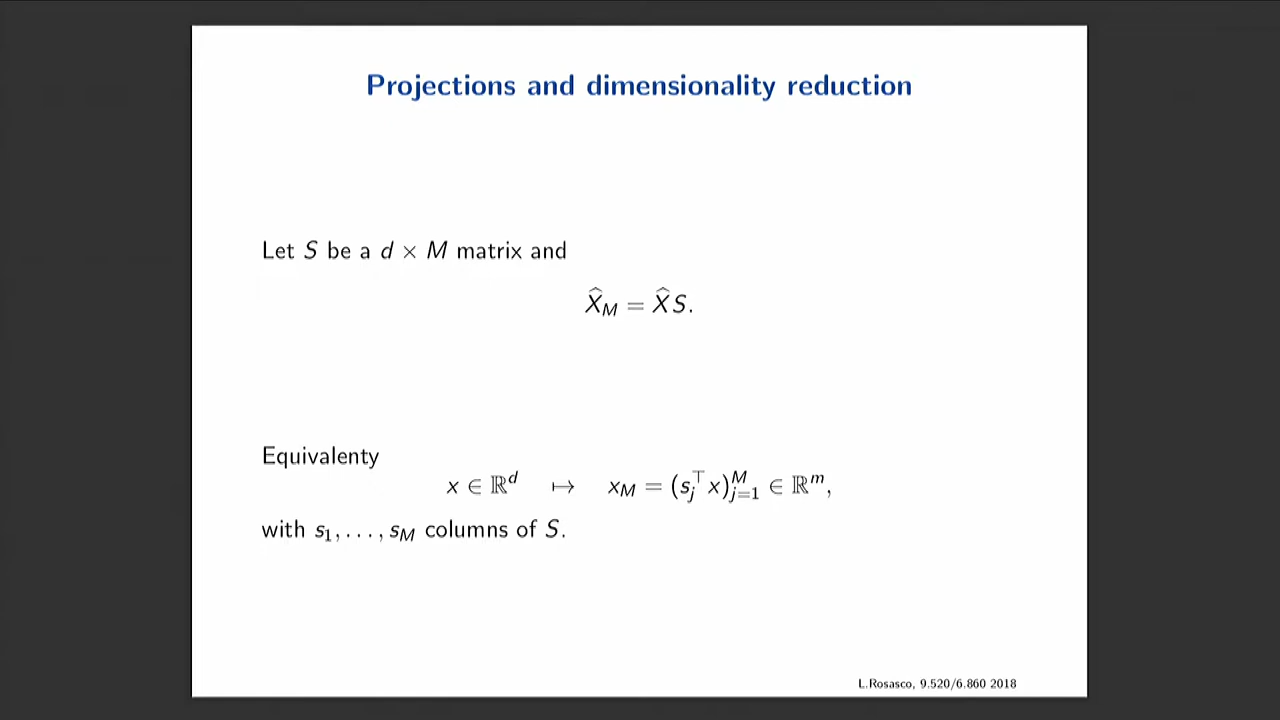 Projections and dimensionality reduction
Let S be a d × M matrix and
X̂_M = X̂S.
Equivalenty
x ∈ ℝ^d ↦ x_M = (s_j^⊤ x)_{j=1}^M ∈ ℝ^m,
with s_1, . . . , s_M columns of S.
L.Rosasco, 9.520/6.860 2018